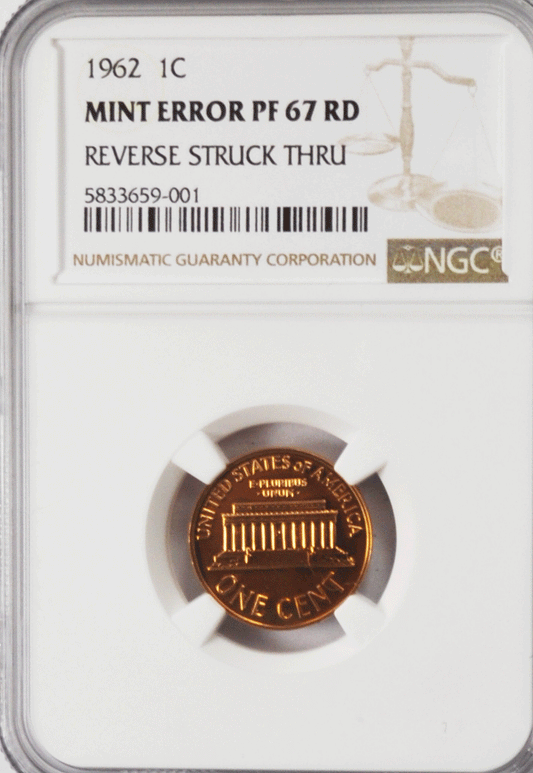 1962 1C
MINT ERROR PF 67 RD
REVERSE STRUCK THRU
5833659-001
NUMISMATIC GUARANTY CORPORATION
NGC®
UNITED STATES of AMERICA
E·PLURIBUS
·UNUM·
ONE CENT